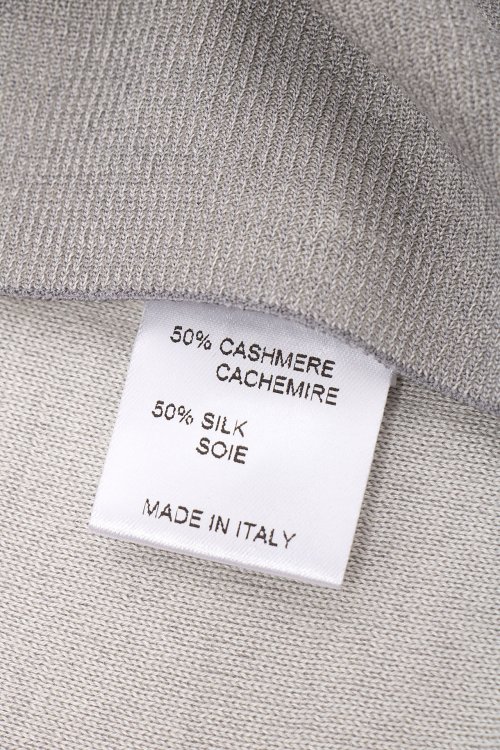 50% CASHMERE
CACHEMIRE
50% SILK
SOIE
MADE IN ITALY